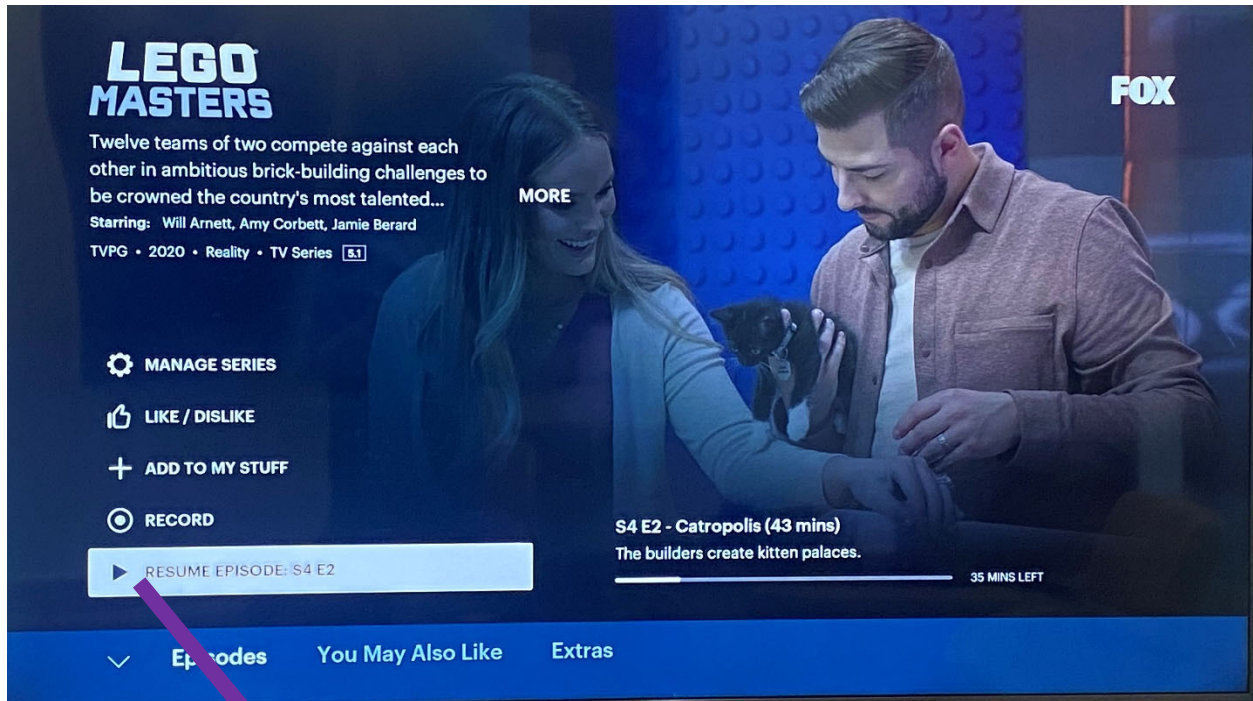 LEGO
MASTERS
FOX
Twelve teams of two compete against each
other in ambitious brick-building challenges to
be crowned the country's most talented...
MORE
Starring: Will Arnett, Amy Corbett, Jamie Berard
TVPG • 2020 • Reality • TV Series 5.1
MANAGE SERIES
LIKE / DISLIKE
ADD TO MY STUFF
RECORD
RESUME EPISODE: S4 E2
S4 E2 - Catropolis (43 mins)
The builders create kitten palaces.
35 MINS LEFT
Episodes
You May Also Like
Extras